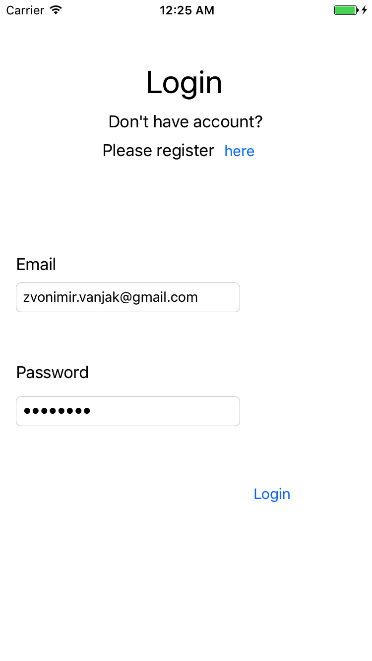 Carrier 12:25 AM
Login
Don't have account?
Please register here
Email
zvonimir.vanjak@gmail.com
Password
••••••••
Login